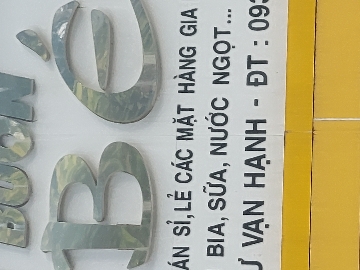 BUÔN
Bé
ÁN SỈ,LẺ CÁC MẶT HÀNG GIA
BIA, SỮA, NƯỚC NGỌT...
Ư VẠN HẠNH - ĐT : 09